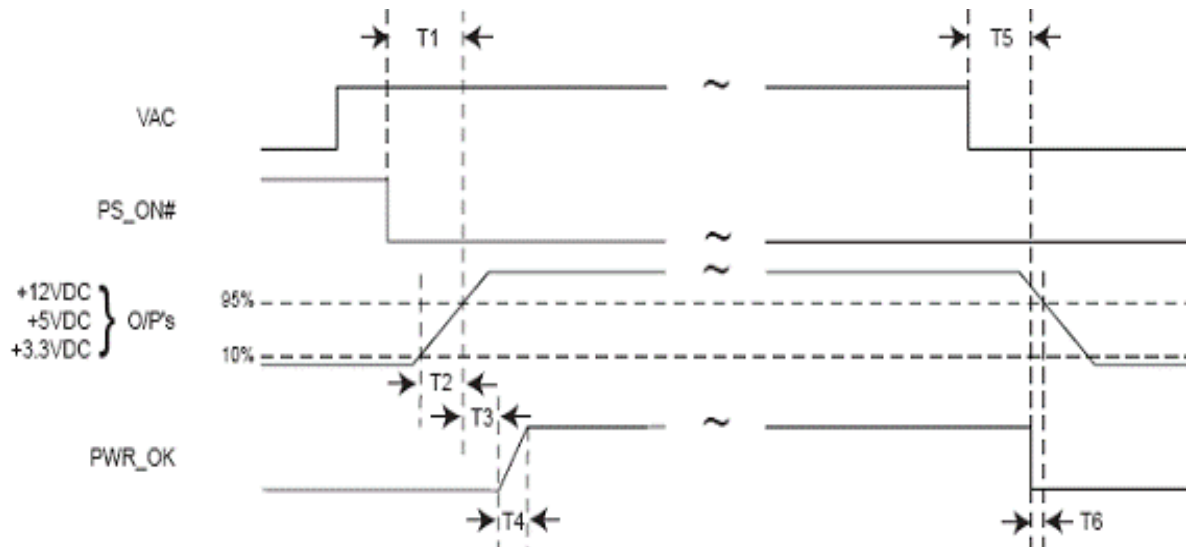 T1
T5
VAC
~
PS_ON#
~
+12VDC
+5VDC
+3.3VDC
} O/P's
95%
10%
~
T2
T3
PWR_OK
~
T4
T6